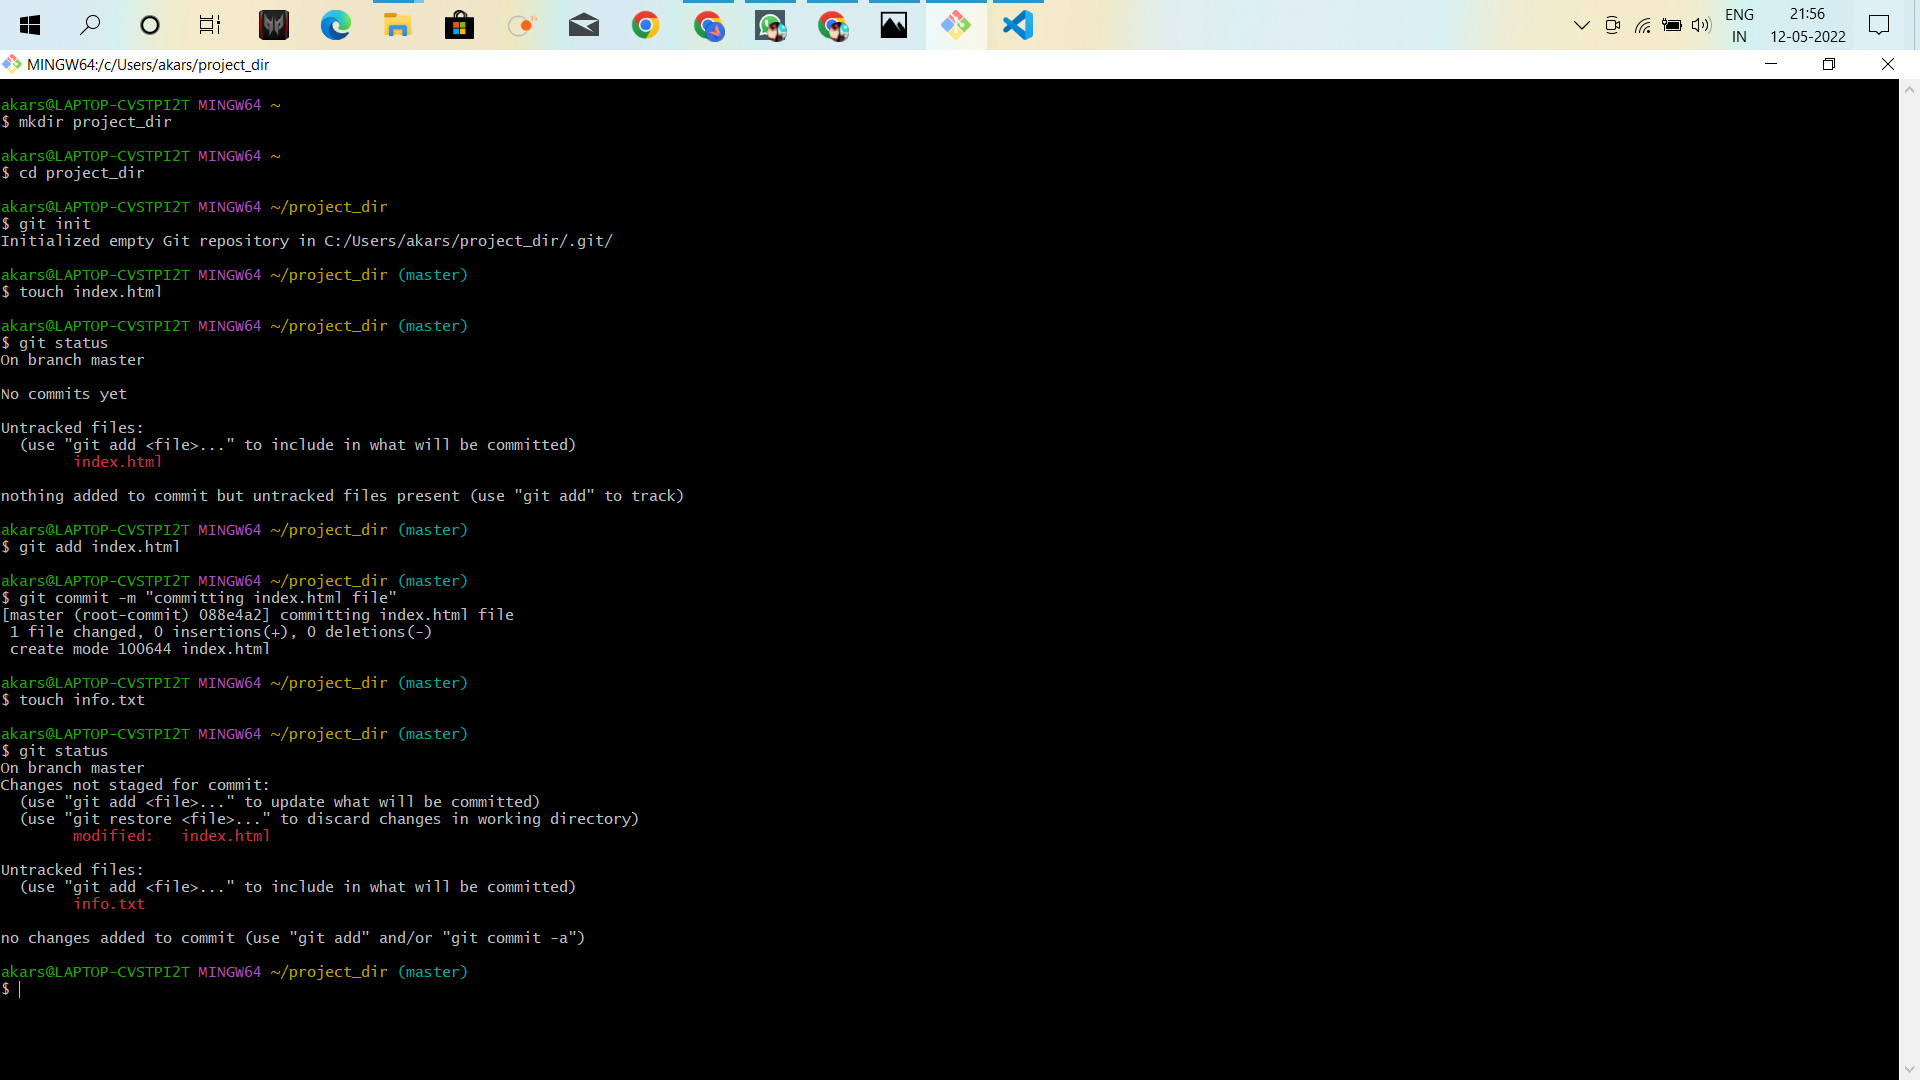 ENG
IN
21:56
12-05-2022
MINGW64:/c/Users/akars/project_dir
akars@LAPTOP-CVSTPI2T MINGW64 ~
$ mkdir project_dir
akars@LAPTOP-CVSTPI2T MINGW64 ~
$ cd project_dir
akars@LAPTOP-CVSTPI2T MINGW64 ~/project_dir
$ git init
Initialized empty Git repository in C:/Users/akars/project_dir/.git/
akars@LAPTOP-CVSTPI2T MINGW64 ~/project_dir (master)
$ touch index.html
akars@LAPTOP-CVSTPI2T MINGW64 ~/project_dir (master)
$ git status
On branch master
No commits yet
Untracked files:
  (use "git add <file>..." to include in what will be committed)
        index.html
nothing added to commit but untracked files present (use "git add" to track)
akars@LAPTOP-CVSTPI2T MINGW64 ~/project_dir (master)
$ git add index.html
akars@LAPTOP-CVSTPI2T MINGW64 ~/project_dir (master)
$ git commit -m "committing index.html file"
[master (root-commit) 088e4a2] committing index.html file
 1 file changed, 0 insertions(+), 0 deletions(-)
 create mode 100644 index.html
akars@LAPTOP-CVSTPI2T MINGW64 ~/project_dir (master)
$ touch info.txt
akars@LAPTOP-CVSTPI2T MINGW64 ~/project_dir (master)
$ git status
On branch master
Changes not staged for commit:
  (use "git add <file>..." to update what will be committed)
  (use "git restore <file>..." to discard changes in working directory)
        modified:   index.html
Untracked files:
  (use "git add <file>..." to include in what will be committed)
        info.txt
no changes added to commit (use "git add" and/or "git commit -a")
akars@LAPTOP-CVSTPI2T MINGW64 ~/project_dir (master)
$